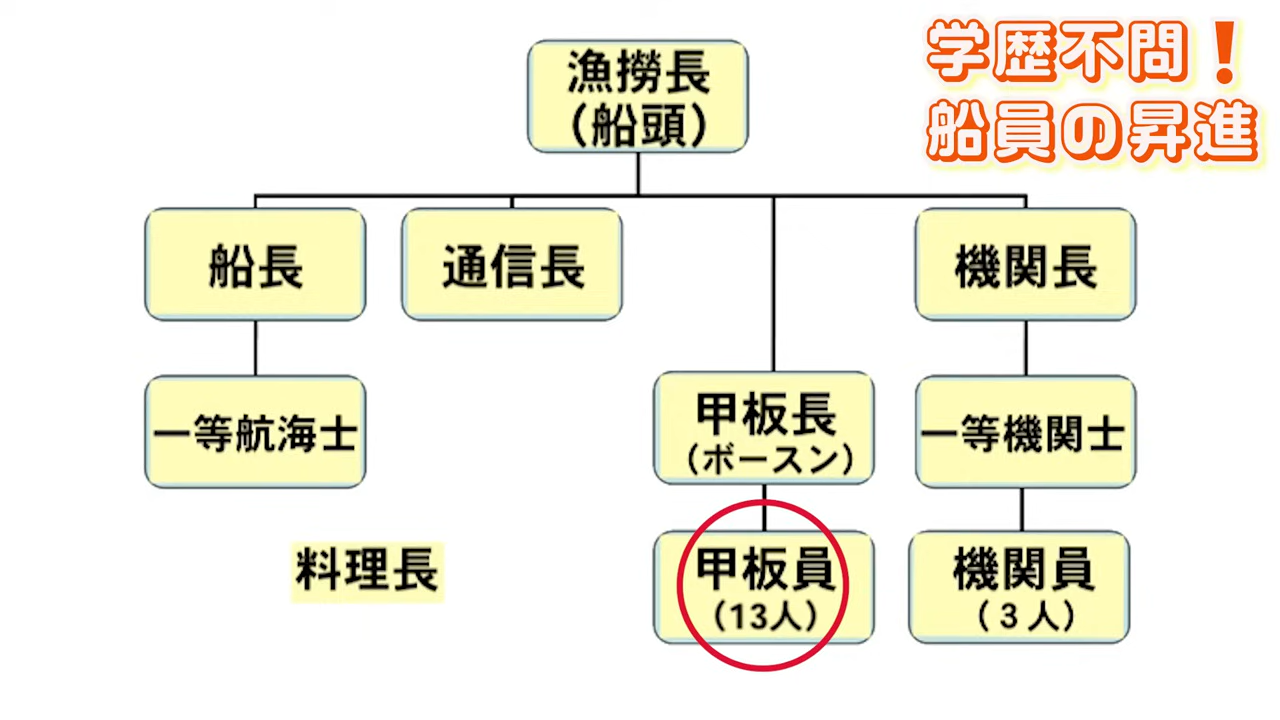 学歴不問！
船員の昇進
漁撈長
（船頭）
船長
通信長
機関長
一等航海士
甲板長
（ボースン）
一等機関士
料理長
甲板員
（13人）
機関員
（３人）